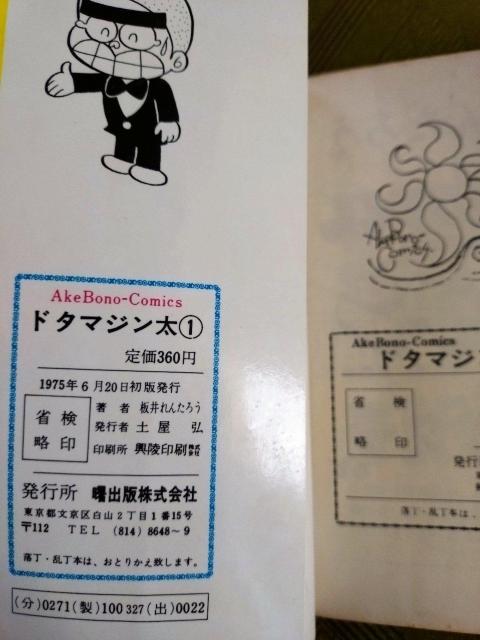 AkeBono-Comics
ドタマジン太①
定価360円
1975年6月20日初版発行
検印省略
著者 板井れんたろう
発行者 土屋弘
印刷所 興陵印刷株式会社
発行所 曙出版株式会社
東京都文京区白山2丁目1番15号
〒112 TEL (814) 8648~9
落丁・乱丁本は、おとりかえ致します。
(分)0271(製)100327(出)0022
AkeBono
Comics
AkeBono-Comics
ドタマジン
検印省略
発行
落丁・乱丁本は、